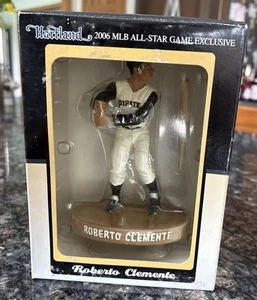 Hartland 2006 MLB ALL-STAR GAME EXCLUSIVE
PIRATES
ROBERTO CLEMENTE
Roberto Clemente